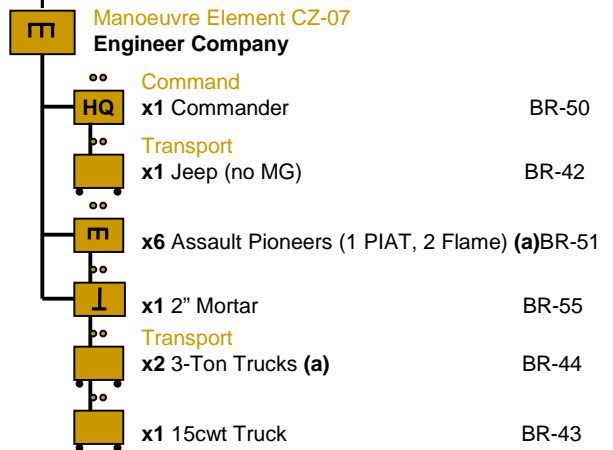 Manoeuvre Element CZ-07
Engineer Company
Command
HQ x1 Commander BR-50
Transport
x1 Jeep (no MG) BR-42
x6 Assault Pioneers (1 PIAT, 2 Flame) (a)BR-51
x1 2” Mortar BR-55
Transport
x2 3-Ton Trucks (a) BR-44
x1 15cwt Truck BR-43